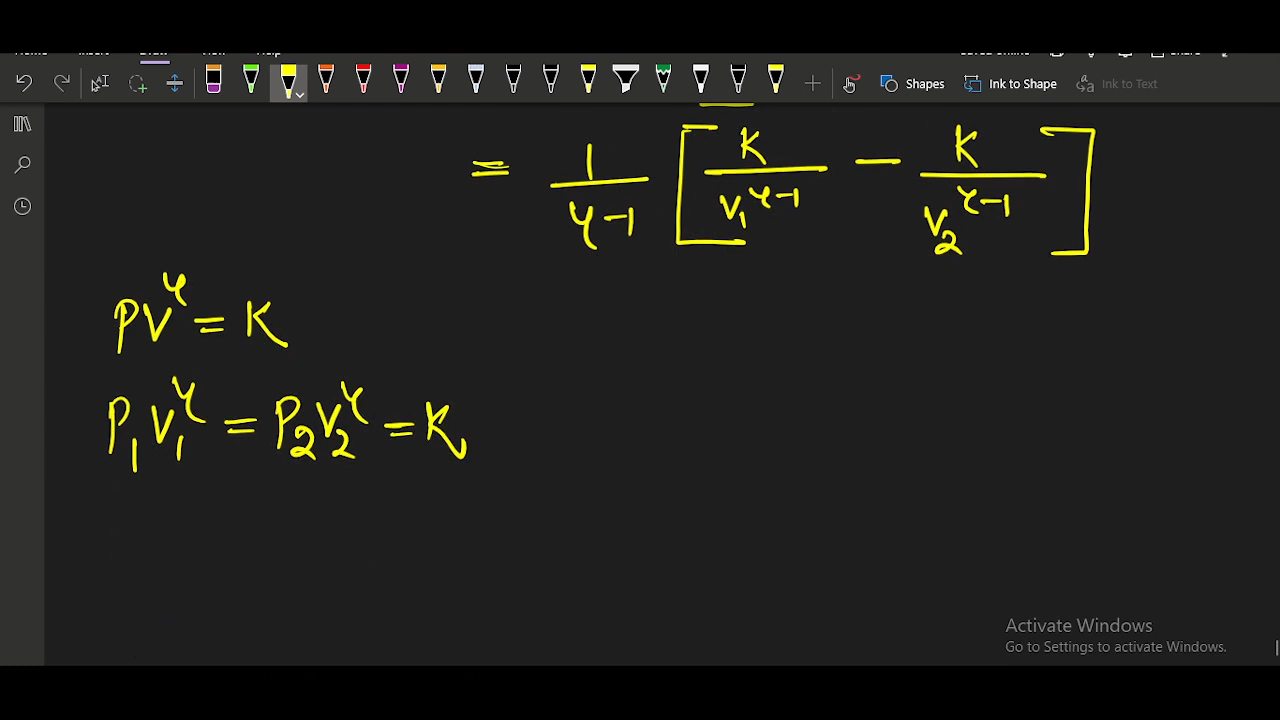 Ink to Shapes
Shapes Ink to Text
= 1/γ-1 [K/V₁^γ-1 - K/V₂^γ-1]
PV^γ = K
P₁V₁^γ = P₂V₂^γ = K
Activate Windows
Go to Settings to activate Windows.